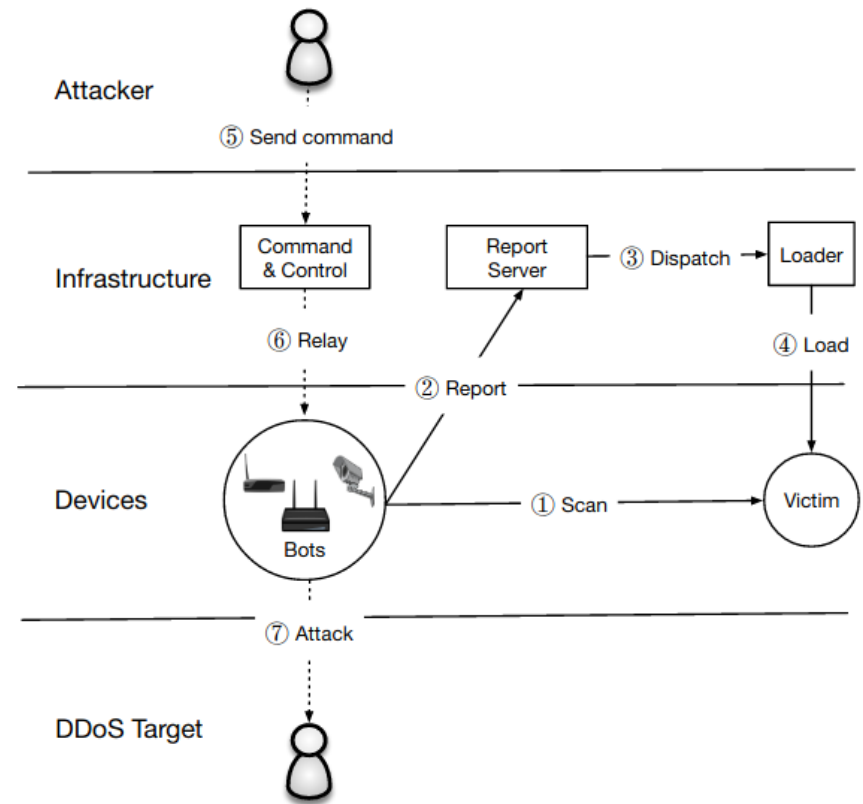 Attacker
⑤ Send command
Infrastructure
Command
& Control
Report
Server
③ Dispatch
Loader
⑥ Relay
④ Load
② Report
Devices
Bots
① Scan
Victim
⑦ Attack
DDoS Target